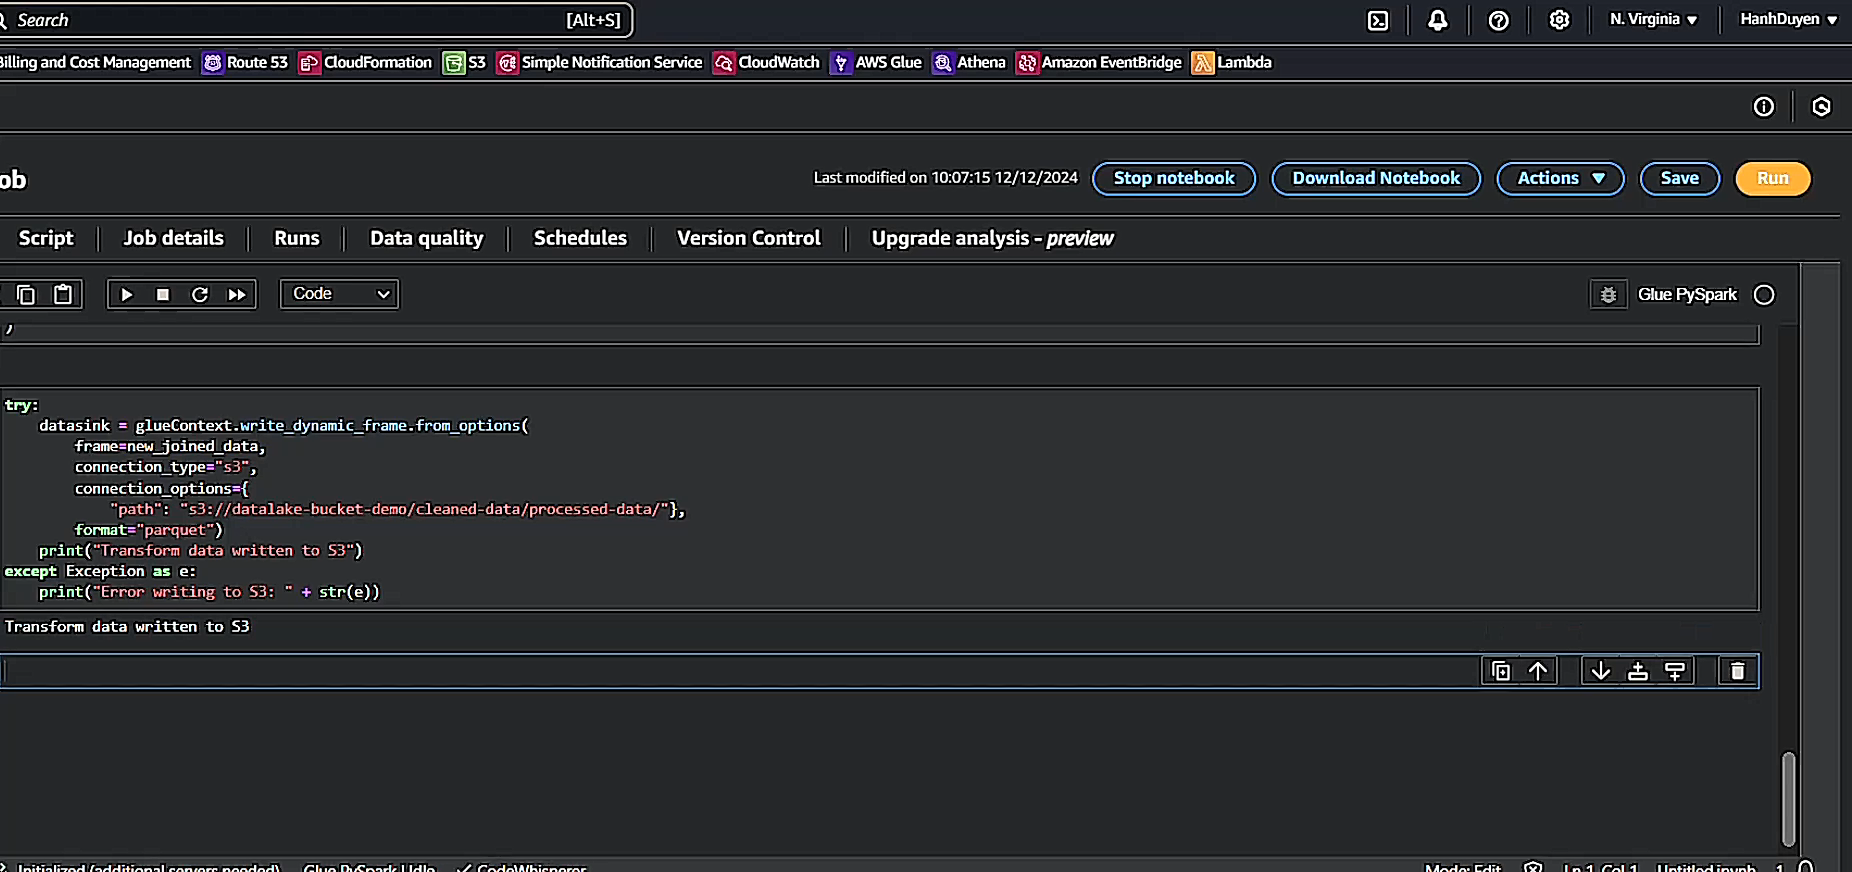 Search [Alt+S] N. Virginia ▼ HanhDuyen ▼
Billing and Cost Management Route 53 CloudFormation S3 Simple Notification Service CloudWatch AWS Glue Athena Amazon EventBridge Lambda
ob Last modified on 10:07:15 12/12/2024 Stop notebook Download Notebook Actions ▼ Save Run
Script Job details Runs Data quality Schedules Version Control Upgrade analysis - preview
Code Glue PySpark
)
try:
datasink = glueContext.write_dynamic_frame.from_options(
frame=new_joined_data,
connection_type="s3",
connection_options={
"path": "s3://datalake-bucket-demo/cleaned-data/processed-data/"},
format="parquet")
print("Transform data written to S3")
except Exception as e:
print("Error writing to S3: " + str(e))
Transform data written to S3
Initialized (additional servers needed) Glue PySpark | Idle CodeWhisperer Mode: Edit Ln 1, Col 1 Untitled.ipynb 1